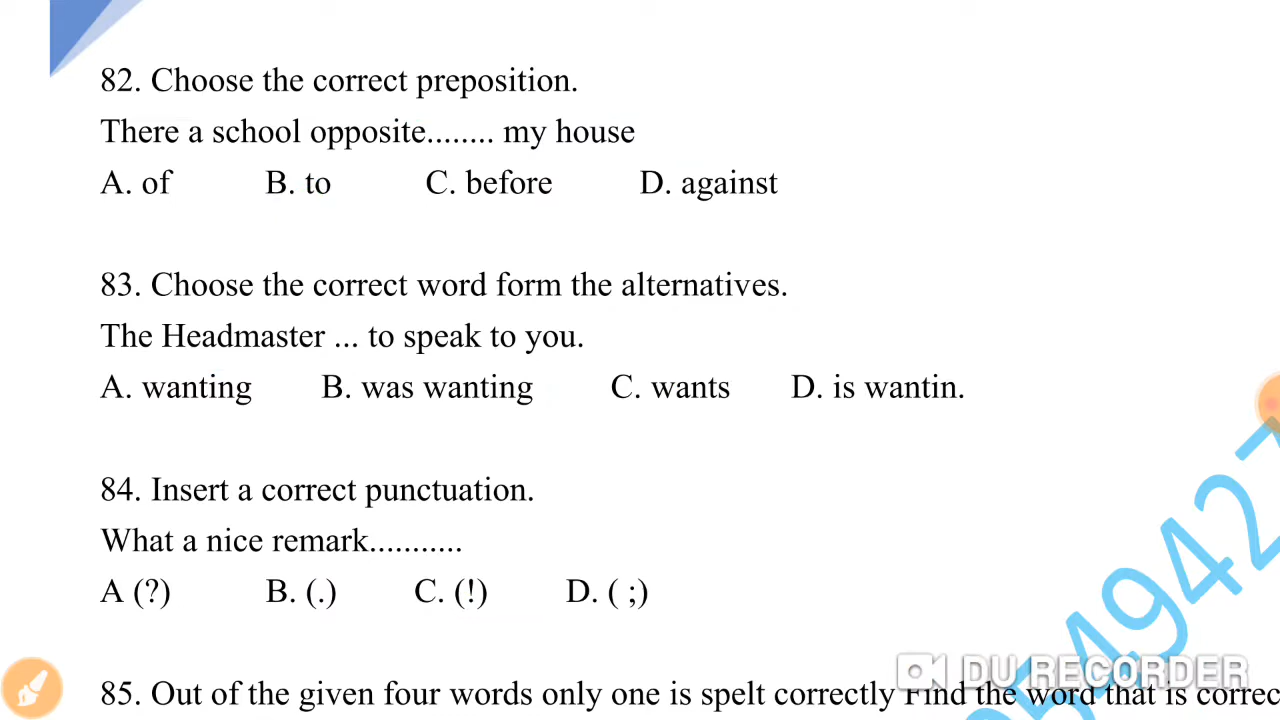 82. Choose the correct preposition.
There a school opposite........ my house
A. of B. to C. before D. against
83. Choose the correct word form the alternatives.
The Headmaster ... to speak to you.
A. wanting B. was wanting C. wants D. is wantin.
84. Insert a correct punctuation.
What a nice remark...........
A (?) B. (.) C. (!) D. ( ;)
85. Out of the given four words only one is spelt correctly Find the word that is correc
DU RECORDER